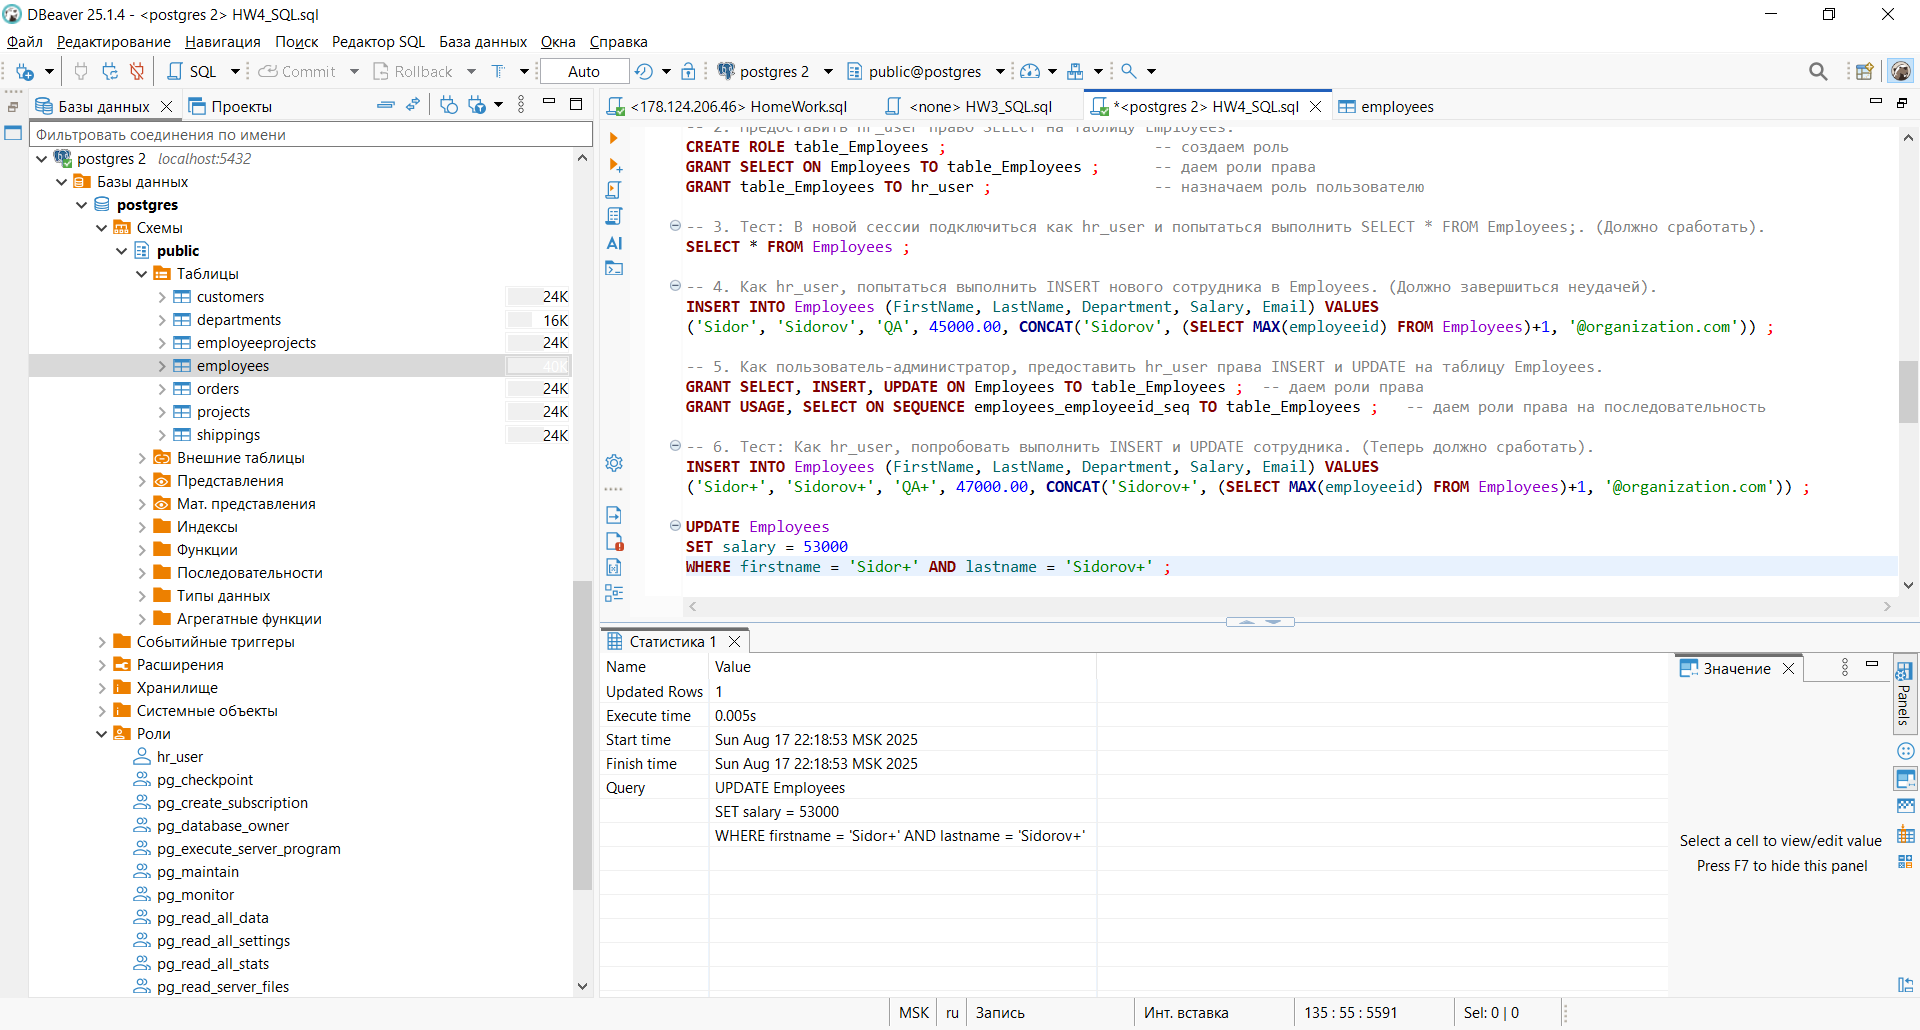 DBeaver 25.1.4 - <postgres 2> HW4_SQL.sql
Файл Редактирование Навигация Поиск Редактор SQL База данных Окна Справка
SQL Commit Rollback Auto postgres 2 public@postgres
Базы данных Проекты
<178.124.206.46> HomeWork.sql <none> HW3_SQL.sql *<postgres 2> HW4_SQL.sql employees
Фильтровать соединения по имени
postgres 2 localhost:5432
Базы данных
postgres
Схемы
public
Таблицы
customers 24K
departments 16K
employeeprojects 24K
employees 40K
orders 24K
projects 24K
shippings 24K
Внешние таблицы
Представления
Мат. представления
Индексы
Функции
Последовательности
Типы данных
Агрегатные функции
Событийные триггеры
Расширения
Хранилище
Системные объекты
Роли
hr_user
pg_checkpoint
pg_create_subscription
pg_database_owner
pg_execute_server_program
pg_maintain
pg_monitor
pg_read_all_data
pg_read_all_settings
pg_read_all_stats
pg_read_server_files
-- 2. Предоставить hr_user право SELECT на таблицу Employees.
CREATE ROLE table_Employees ; -- создаем роль
GRANT SELECT ON Employees TO table_Employees ; -- даем роли права
GRANT table_Employees TO hr_user ; -- назначаем роль пользователю
-- 3. Тест: В новой сессии подключиться как hr_user и попытаться выполнить SELECT * FROM Employees;. (Должно сработать).
SELECT * FROM Employees ;
-- 4. Как hr_user, попытаться выполнить INSERT нового сотрудника в Employees. (Должно завершиться неудачей).
INSERT INTO Employees (FirstName, LastName, Department, Salary, Email) VALUES
('Sidor', 'Sidorov', 'QA', 45000.00, CONCAT('Sidorov', (SELECT MAX(employeeid) FROM Employees)+1, '@organization.com')) ;
-- 5. Как пользователь-администратор, предоставить hr_user права INSERT и UPDATE на таблицу Employees.
GRANT SELECT, INSERT, UPDATE ON Employees TO table_Employees ; -- даем роли права
GRANT USAGE, SELECT ON SEQUENCE employees_employeeid_seq TO table_Employees ; -- даем роли права на последовательность
-- 6. Тест: Как hr_user, попробовать выполнить INSERT и UPDATE сотрудника. (Теперь должно сработать).
INSERT INTO Employees (FirstName, LastName, Department, Salary, Email) VALUES
('Sidor+', 'Sidorov+', 'QA+', 47000.00, CONCAT('Sidorov+', (SELECT MAX(employeeid) FROM Employees)+1, '@organization.com')) ;
UPDATE Employees
SET salary = 53000
WHERE firstname = 'Sidor+' AND lastname = 'Sidorov+' ;
AI
Статистика 1
Name Value
Updated Rows 1
Execute time 0.005s
Start time Sun Aug 17 22:18:53 MSK 2025
Finish time Sun Aug 17 22:18:53 MSK 2025
Query UPDATE Employees
SET salary = 53000
WHERE firstname = 'Sidor+' AND lastname = 'Sidorov+'
Значение
Select a cell to view/edit value
Press F7 to hide this panel
Panels
MSK ru Запись Инт. вставка 135 : 55 : 5591 Sel: 0 | 0